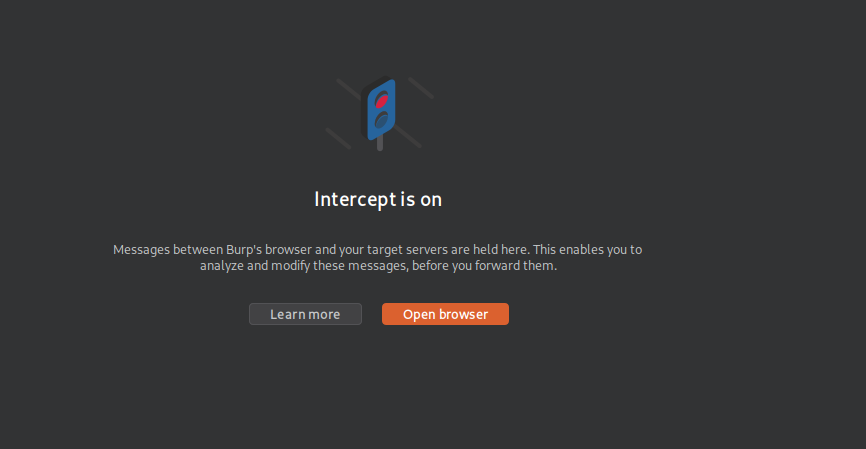 Intercept is on
Messages between Burp's browser and your target servers are held here. This enables you to
analyze and modify these messages, before you forward them.
Learn more
Open browser